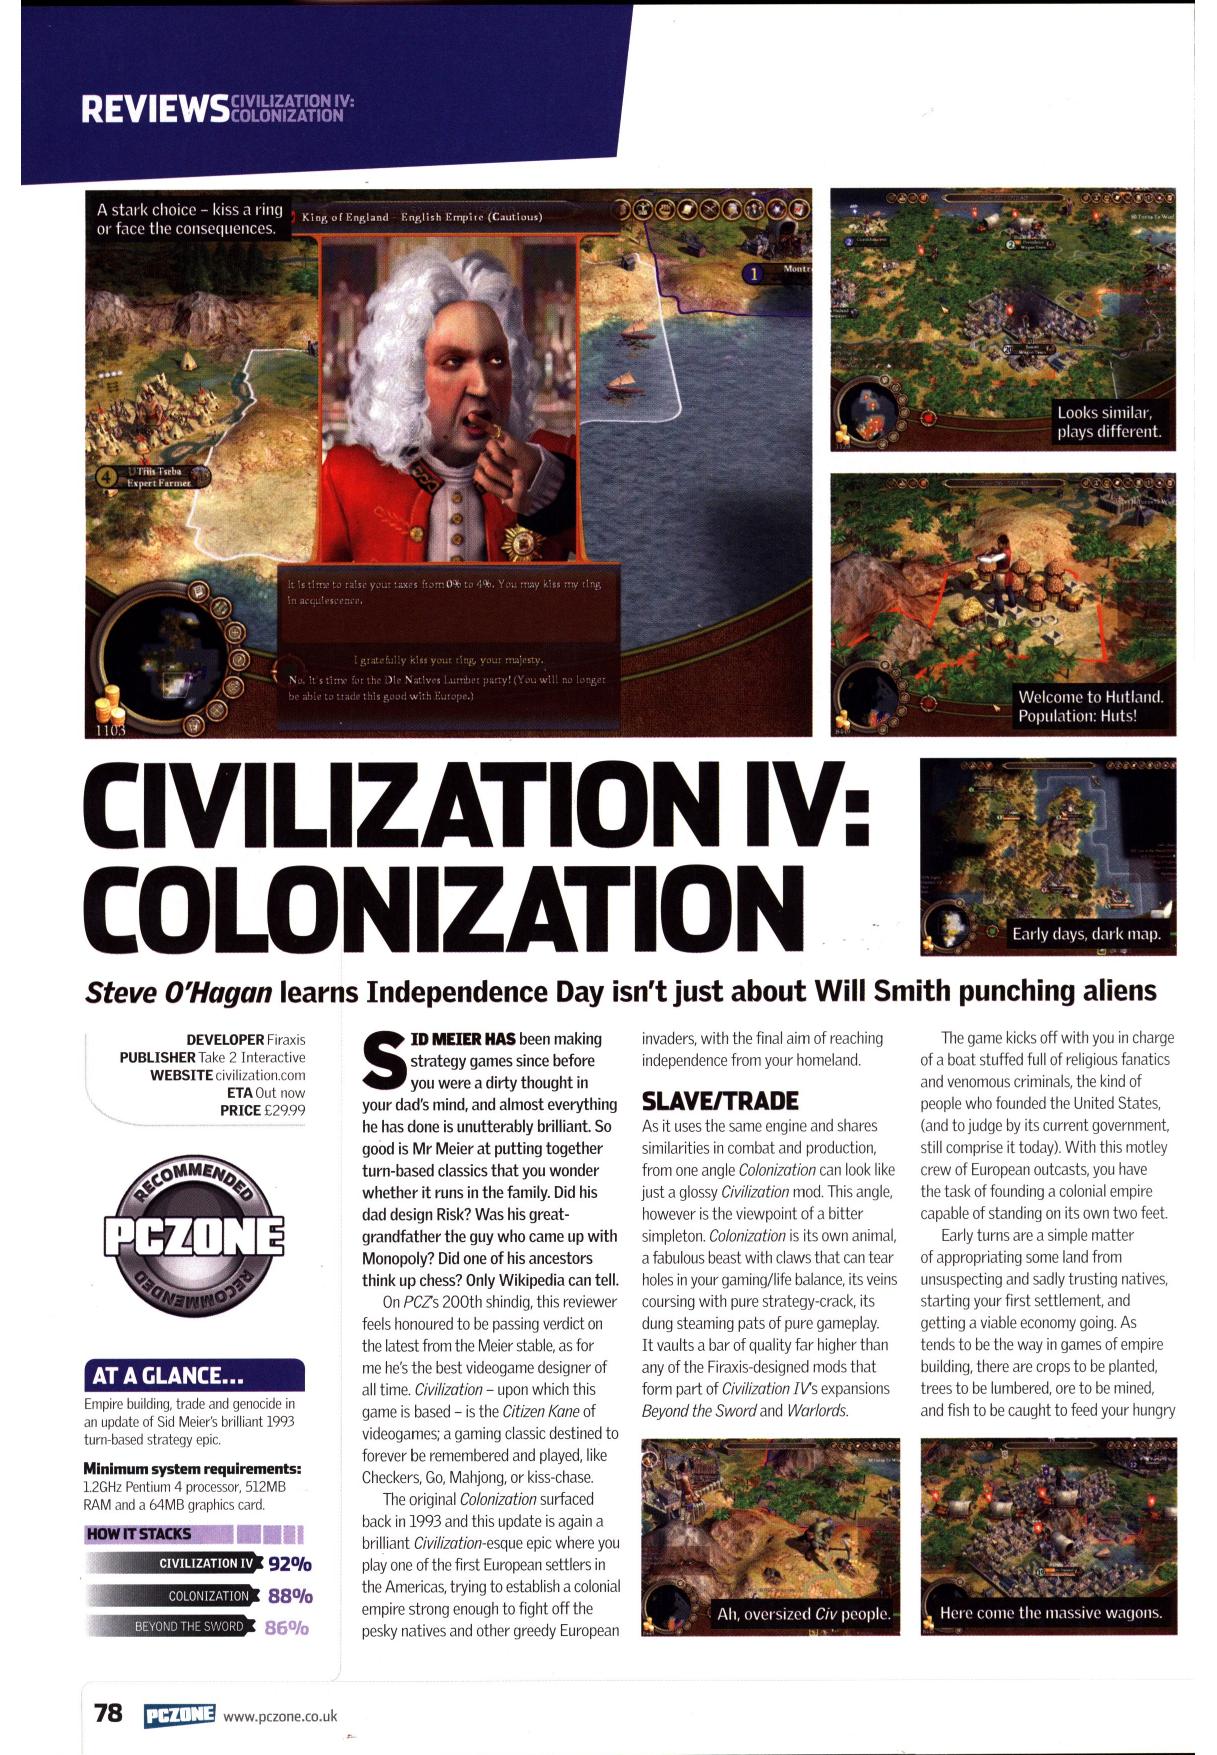 REVIEWS CIVILIZATION IV:
COLONIZATION
A stark choice – kiss a ring
or face the consequences.
King of England - English Empire (Cautious)
1 Montr
4
Expert Farmer
It is time to raise your taxes from 0% to 4%. You may kiss my ring
in acquiescence.
I gratefully kiss your ring, your majesty.
No. It's time for the Die Natives Lumber party! (You will no longer
be able to trade this good with Europe.)
1103
Looks similar,
plays different.
Welcome to Hutland.
Population: Huts!
CIVILIZATION IV:
COLONIZATION
Early days, dark map.
Steve O'Hagan learns Independence Day isn't just about Will Smith punching aliens
DEVELOPER Firaxis
PUBLISHER Take 2 Interactive
WEBSITE civilization.com
ETA Out now
PRICE £29.99
RECOMMENDED
PCZONE
RECOMMENDED
AT A GLANCE...
Empire building, trade and genocide in
an update of Sid Meier's brilliant 1993
turn-based strategy epic.
Minimum system requirements:
1.2GHz Pentium 4 processor, 512MB
RAM and a 64MB graphics card.
HOW IT STACKS
CIVILIZATION IV 92%
COLONIZATION 88%
BEYOND THE SWORD 86%
SID MEIER HAS been making
strategy games since before
you were a dirty thought in
your dad's mind, and almost everything
he has done is unutterably brilliant. So
good is Mr Meier at putting together
turn-based classics that you wonder
whether it runs in the family. Did his
dad design Risk? Was his great-
grandfather the guy who came up with
Monopoly? Did one of his ancestors
think up chess? Only Wikipedia can tell.
On PCZ's 200th shindig, this reviewer
feels honoured to be passing verdict on
the latest from the Meier stable, as for
me he's the best videogame designer of
all time. Civilization – upon which this
game is based – is the Citizen Kane of
videogames; a gaming classic destined to
forever be remembered and played, like
Checkers, Go, Mahjong, or kiss-chase.
The original Colonization surfaced
back in 1993 and this update is again a
brilliant Civilization-esque epic where you
play one of the first European settlers in
the Americas, trying to establish a colonial
empire strong enough to fight off the
pesky natives and other greedy European
invaders, with the final aim of reaching
independence from your homeland.
SLAVE/TRADE
As it uses the same engine and shares
similarities in combat and production,
from one angle Colonization can look like
just a glossy Civilization mod. This angle,
however is the viewpoint of a bitter
simpleton. Colonization is its own animal,
a fabulous beast with claws that can tear
holes in your gaming/life balance, its veins
coursing with pure strategy-crack, its
dung steaming pats of pure gameplay.
It vaults a bar of quality far higher than
any of the Firaxis-designed mods that
form part of Civilization IV's expansions
Beyond the Sword and Warlords.
Ah, oversized Civ people.
The game kicks off with you in charge
of a boat stuffed full of religious fanatics
and venomous criminals, the kind of
people who founded the United States,
(and to judge by its current government,
still comprise it today). With this motley
crew of European outcasts, you have
the task of founding a colonial empire
capable of standing on its own two feet.
Early turns are a simple matter
of appropriating some land from
unsuspecting and sadly trusting natives,
starting your first settlement, and
getting a viable economy going. As
tends to be the way in games of empire
building, there are crops to be planted,
trees to be lumbered, ore to be mined,
and fish to be caught to feed your hungry
Here come the massive wagons.
78 PCZONE www.pczone.co.uk